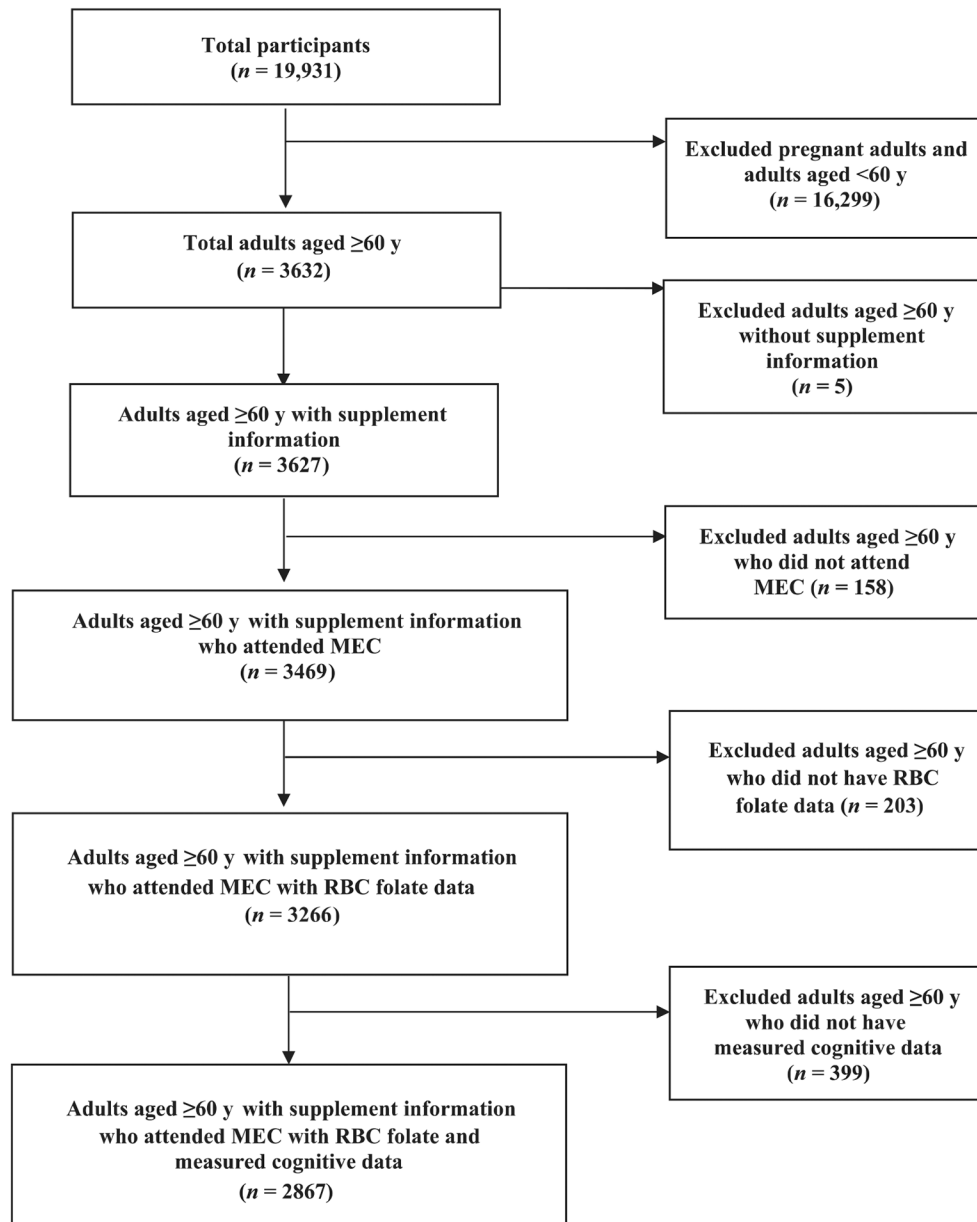 Total participants
(n = 19,931)
Excluded pregnant adults and
adults aged <60 y
(n = 16,299)
Total adults aged ≥60 y
(n = 3632)
Excluded adults aged ≥60 y
without supplement
information
(n = 5)
Adults aged ≥60 y with supplement
information
(n = 3627)
Excluded adults aged ≥60 y
who did not attend
MEC (n = 158)
Adults aged ≥60 y with supplement information
who attended MEC
(n = 3469)
Excluded adults aged ≥60 y
who did not have RBC
folate data (n = 203)
Adults aged ≥60 y with supplement information
who attended MEC with RBC folate data
(n = 3266)
Excluded adults aged ≥60 y
who did not have
measured cognitive data
(n = 399)
Adults aged ≥60 y with supplement information
who attended MEC with RBC folate and
measured cognitive data
(n = 2867)